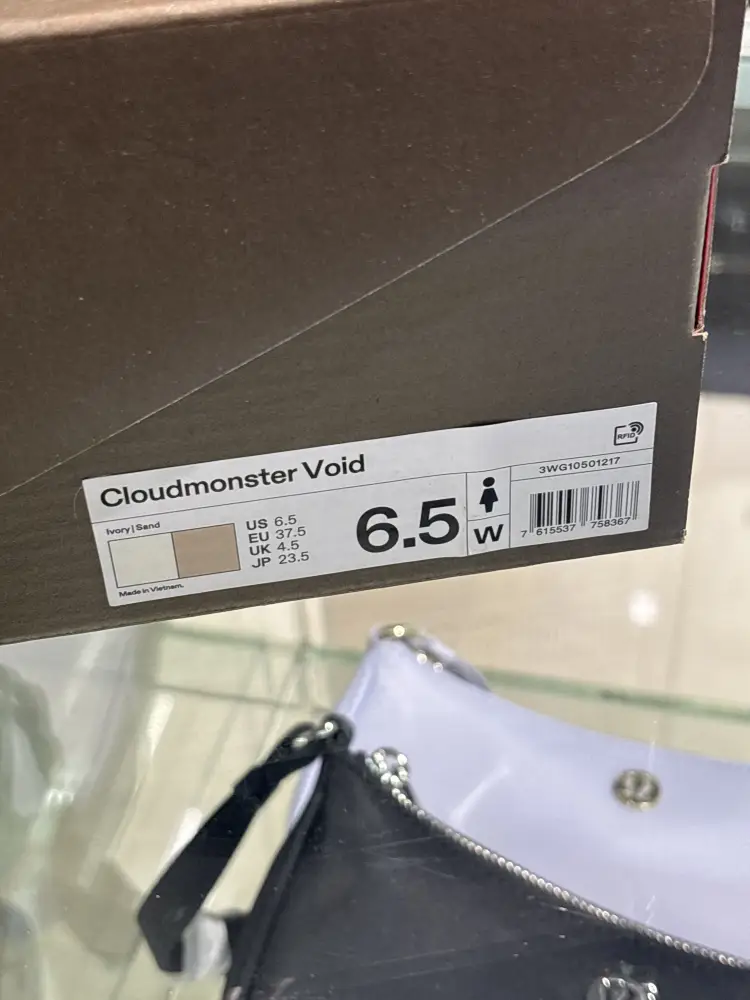 RFID
Cloudmonster Void
3WG10501217
Ivory | Sand
US 6.5
EU 37.5
UK 4.5
JP 23.5
6.5
W
7 615537 758367
Made in Vietnam.